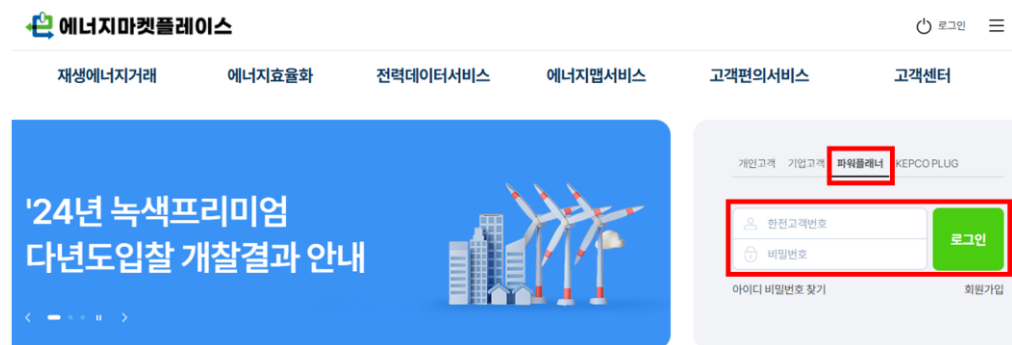 에너지마켓플레이스
로그인
재생에너지거래 에너지효율화 전력데이터서비스 에너지맵서비스 고객편의서비스 고객센터
개인고객 기업고객 파워플래너 KEPCO PLUG
'24년 녹색프리미엄
다년도입찰 개찰결과 안내
한전고객번호
비밀번호
로그인
아이디 비밀번호 찾기 회원가입